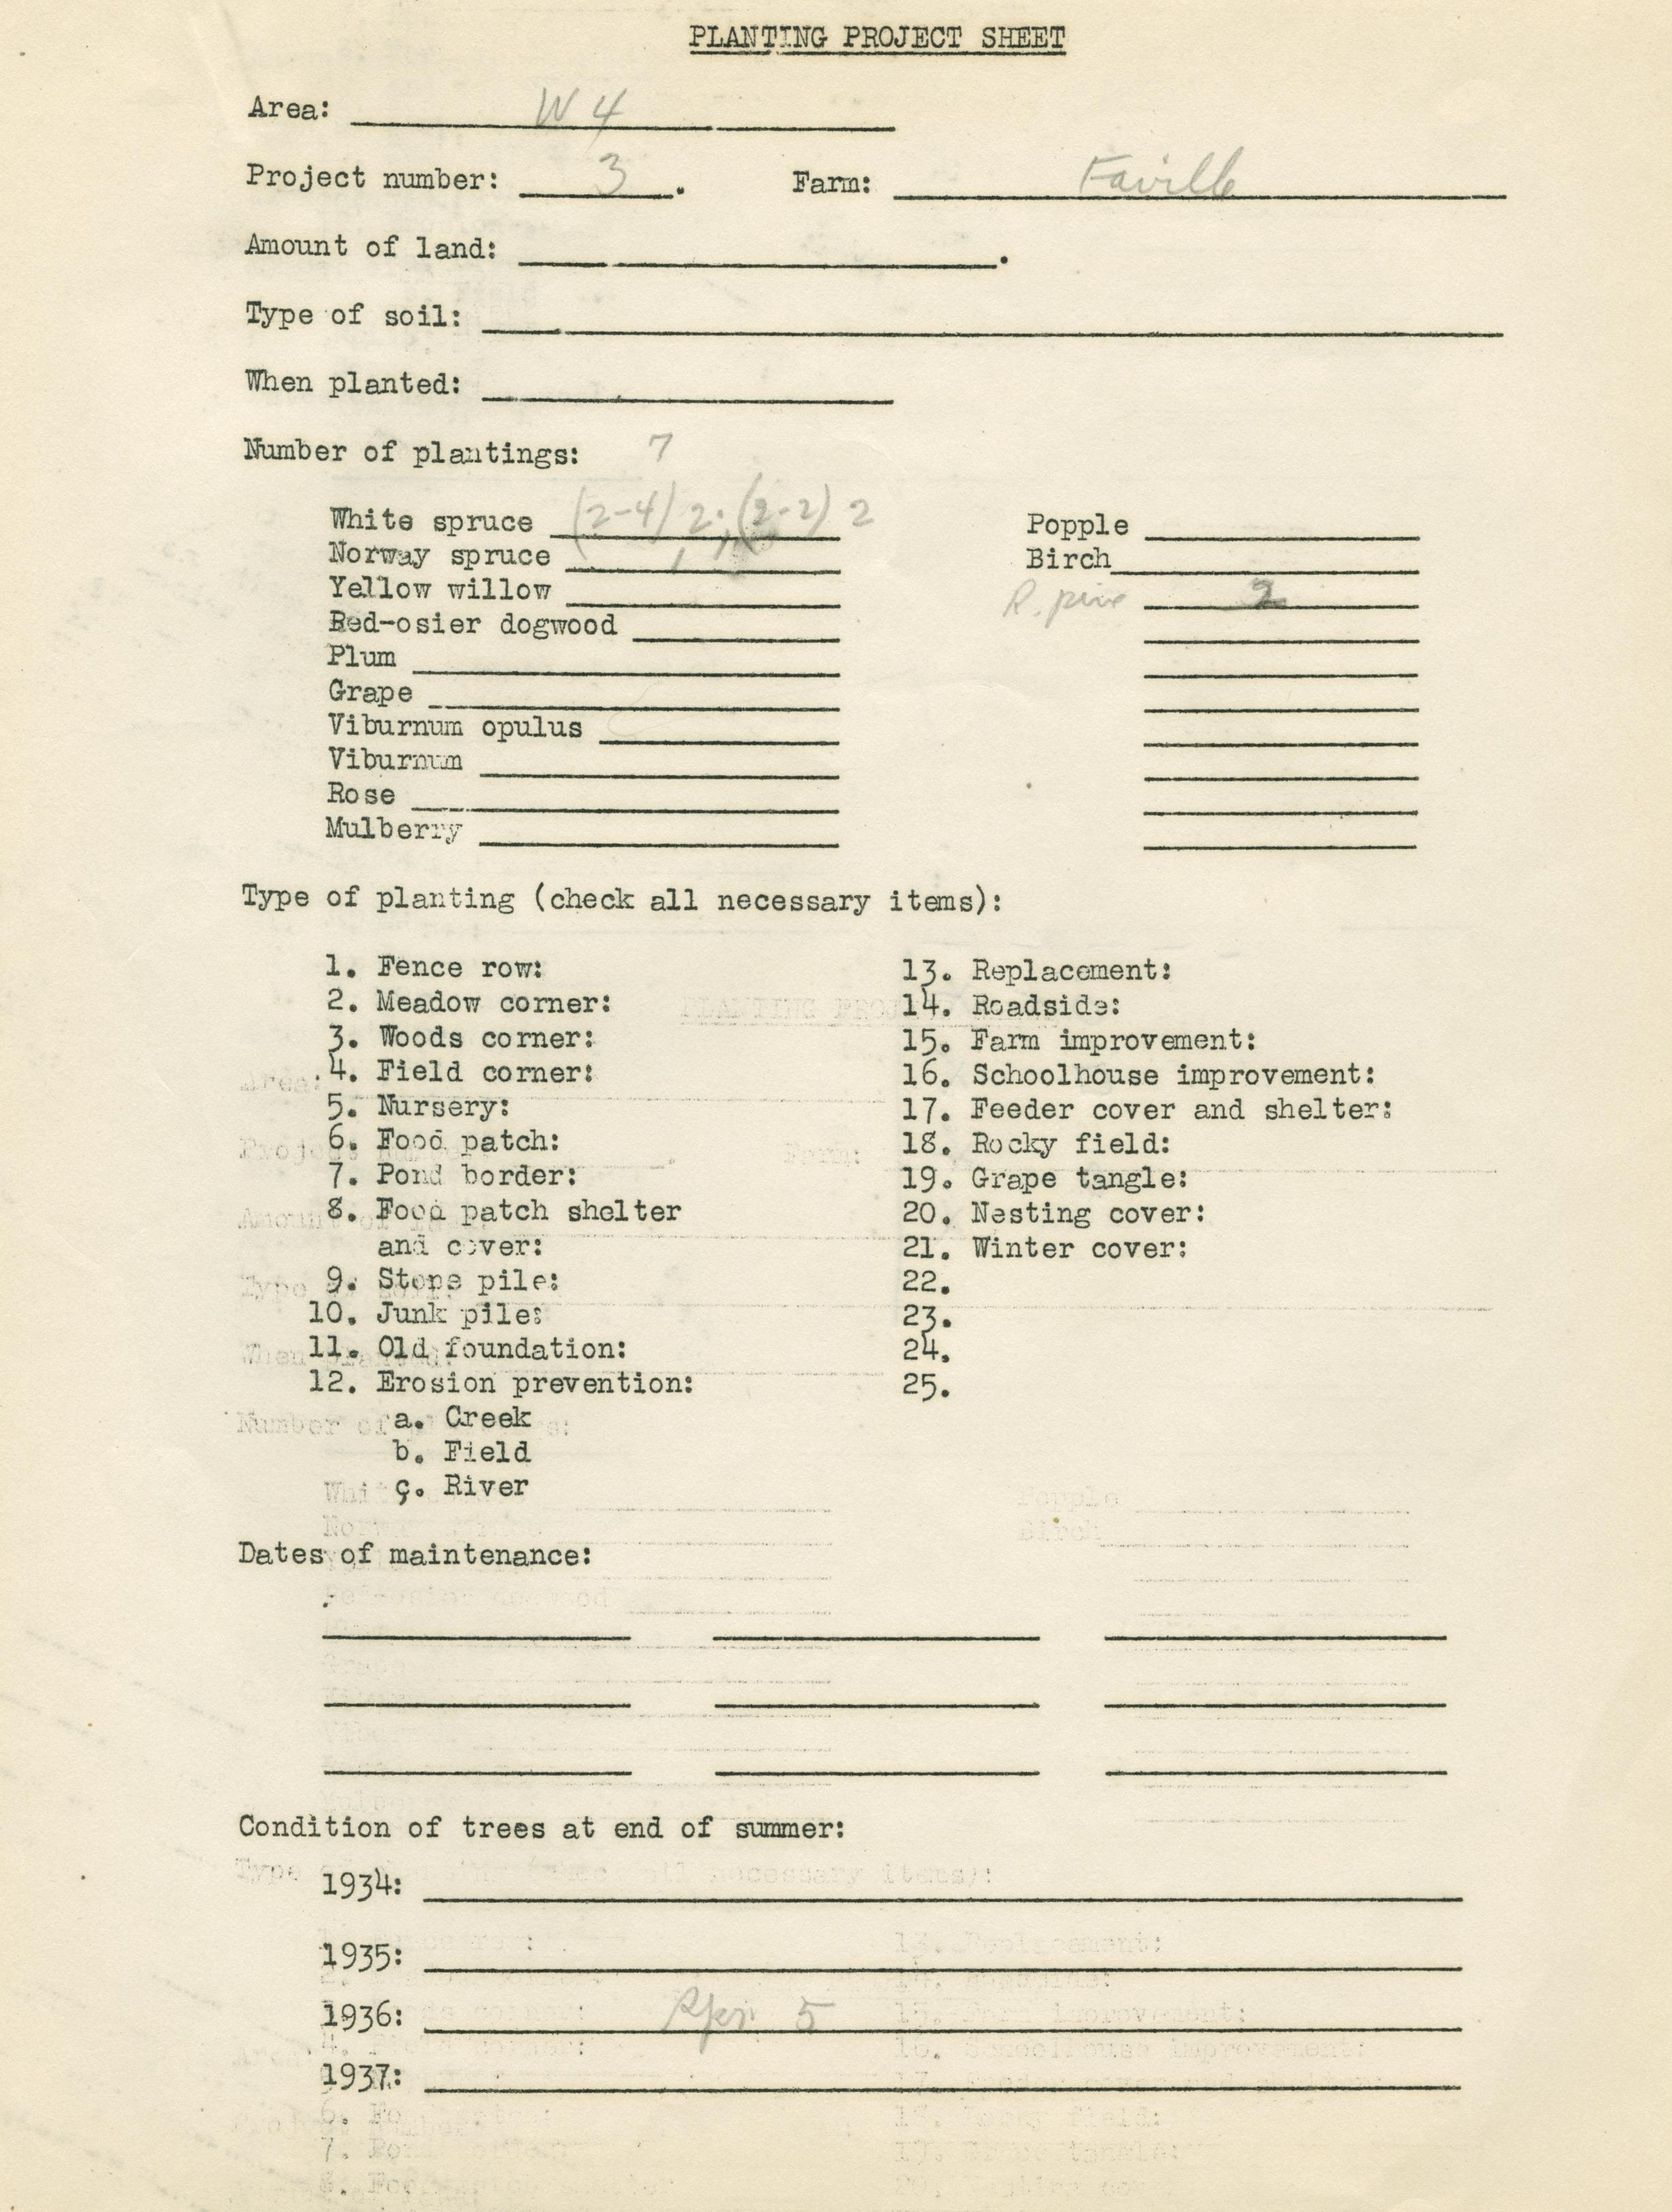 PLANTING PROJECT SHEET
Area: W 4
Project number: 3. Farm: Faville
Amount of land: .
Type of soil:
When planted:
Number of plantings: 7
White spruce (2-4) 2; (2-2) 2 Popple
Norway spruce 1 Birch
Yellow willow R. pine 2
Red-osier dogwood
Plum
Grape
Viburnum opulus
Viburnum
Rose
Mulberry
Type of planting (check all necessary items):
1. Fence row: 13. Replacement:
2. Meadow corner: 14. Roadside:
3. Woods corner: 15. Farm improvement:
4. Field corner: 16. Schoolhouse improvement:
5. Nursery: 17. Feeder cover and shelter:
6. Food patch: 18. Rocky field:
7. Pond border: 19. Grape tangle:
8. Food patch shelter 20. Nesting cover:
and cover: 21. Winter cover:
9. Stone pile: 22.
10. Junk pile: 23.
11. Old foundation: 24.
12. Erosion prevention: 25.
a. Creek
b. Field
c. River
Dates of maintenance:
Condition of trees at end of summer:
1934:
1935:
1936: Apr. 5
1937: